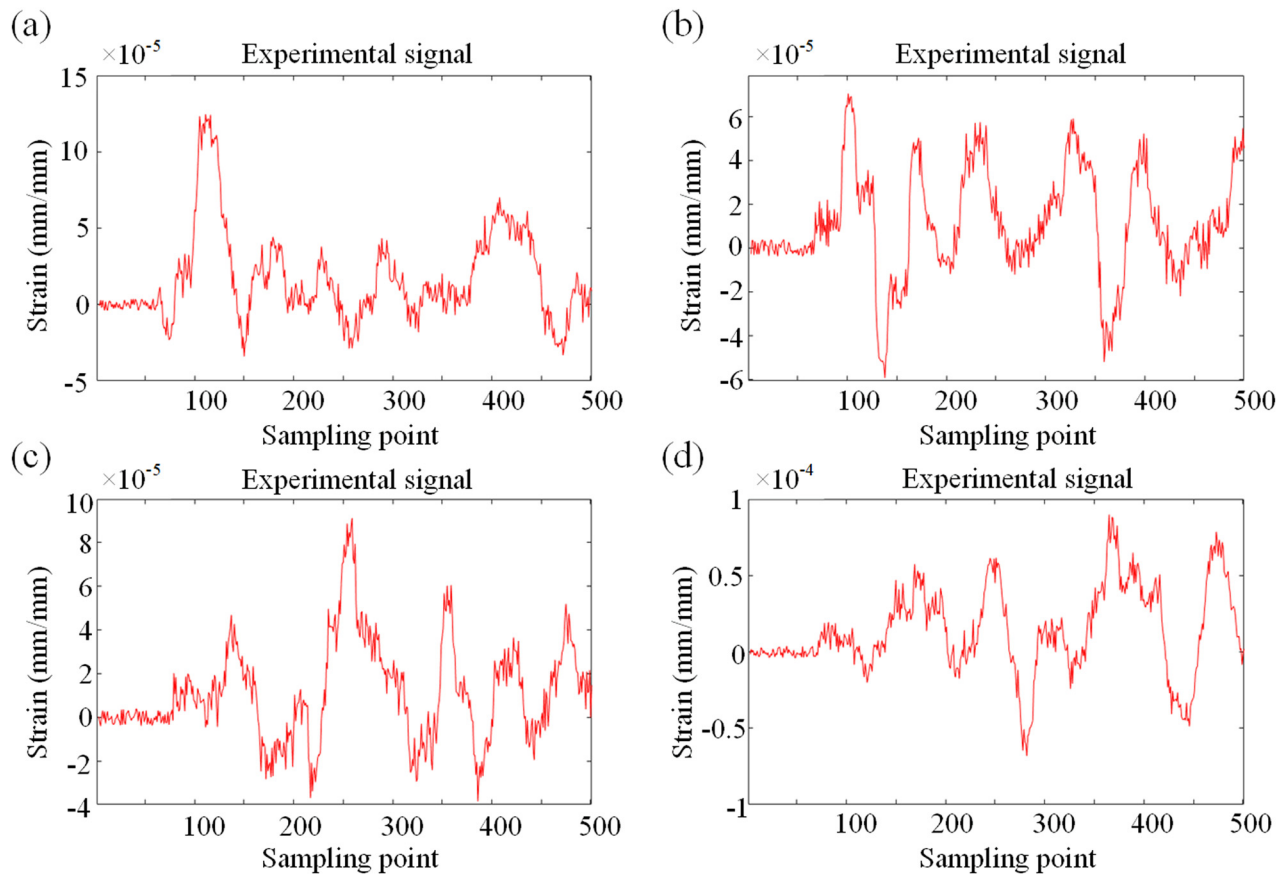 (a)
×10-5
Experimental signal
15
10
5
0
-5
Strain (mm/mm)
100 200 300 400 500
Sampling point
(b)
×10-5
Experimental signal
6
4
2
0
-2
-4
-6
Strain (mm/mm)
100 200 300 400 500
Sampling point
(c)
×10-5
Experimental signal
10
8
6
4
2
0
-2
-4
Strain (mm/mm)
100 200 300 400 500
Sampling point
(d)
×10-4
Experimental signal
1
0.5
0
-0.5
-1
Strain (mm/mm)
100 200 300 400 500
Sampling point